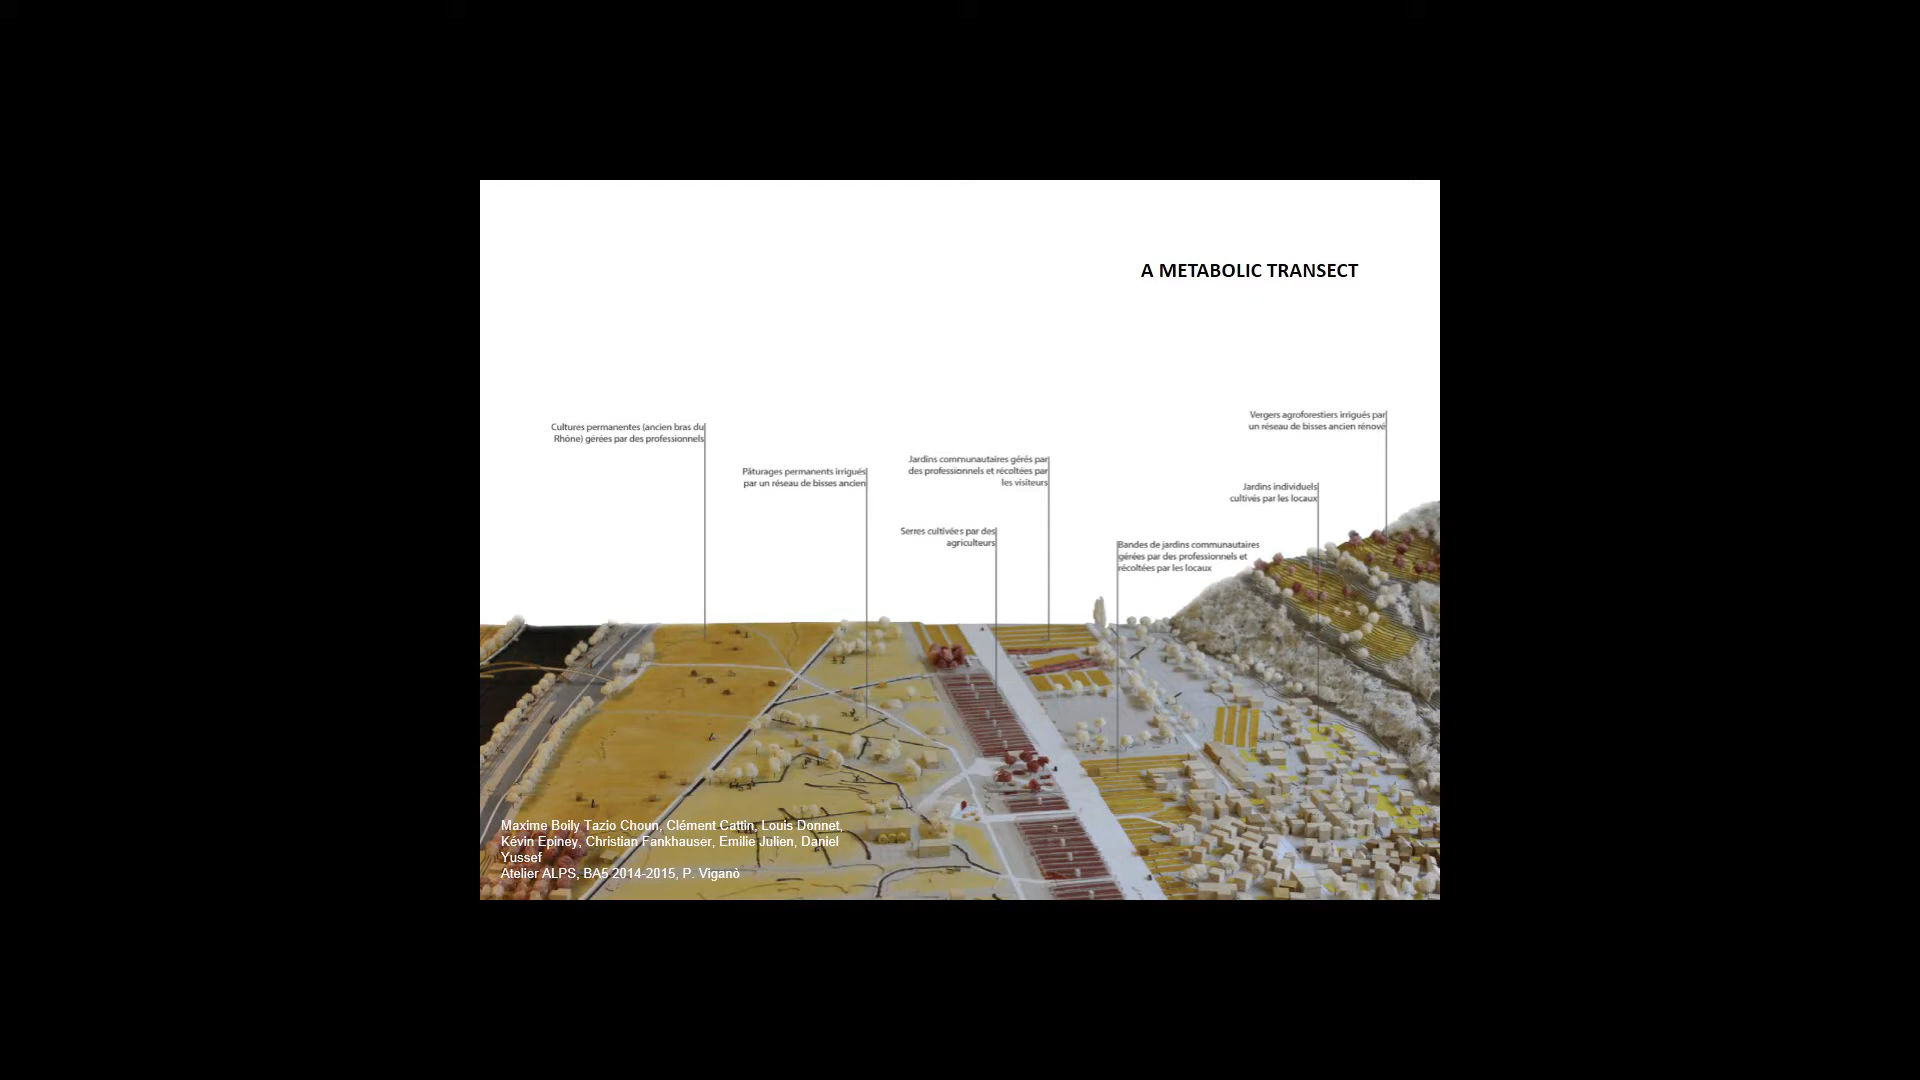 A METABOLIC TRANSECT
Cultures permanentes (ancien bras du
Rhône) gérées par des professionnels
Pâturages permanents irrigués
par un réseau de bisses ancien
Jardins communautaires gérés par
des professionnels et récoltées par
les visiteurs
Serres cultivées par des
agriculteurs
Bandes de jardins communautaires
gérées par des professionnels et
récoltées par les locaux
Jardins individuels
cultivés par les locaux
Vergers agroforestiers irrigués par
un réseau de bisses ancien rénové
Maxime Boily Tazio Choun, Clément Cattin, Louis Donnet,
Kévin Epiney, Christian Fankhauser, Emilie Julien, Daniel
Yussef
Atelier ALPS, BA5 2014-2015, P. Viganò